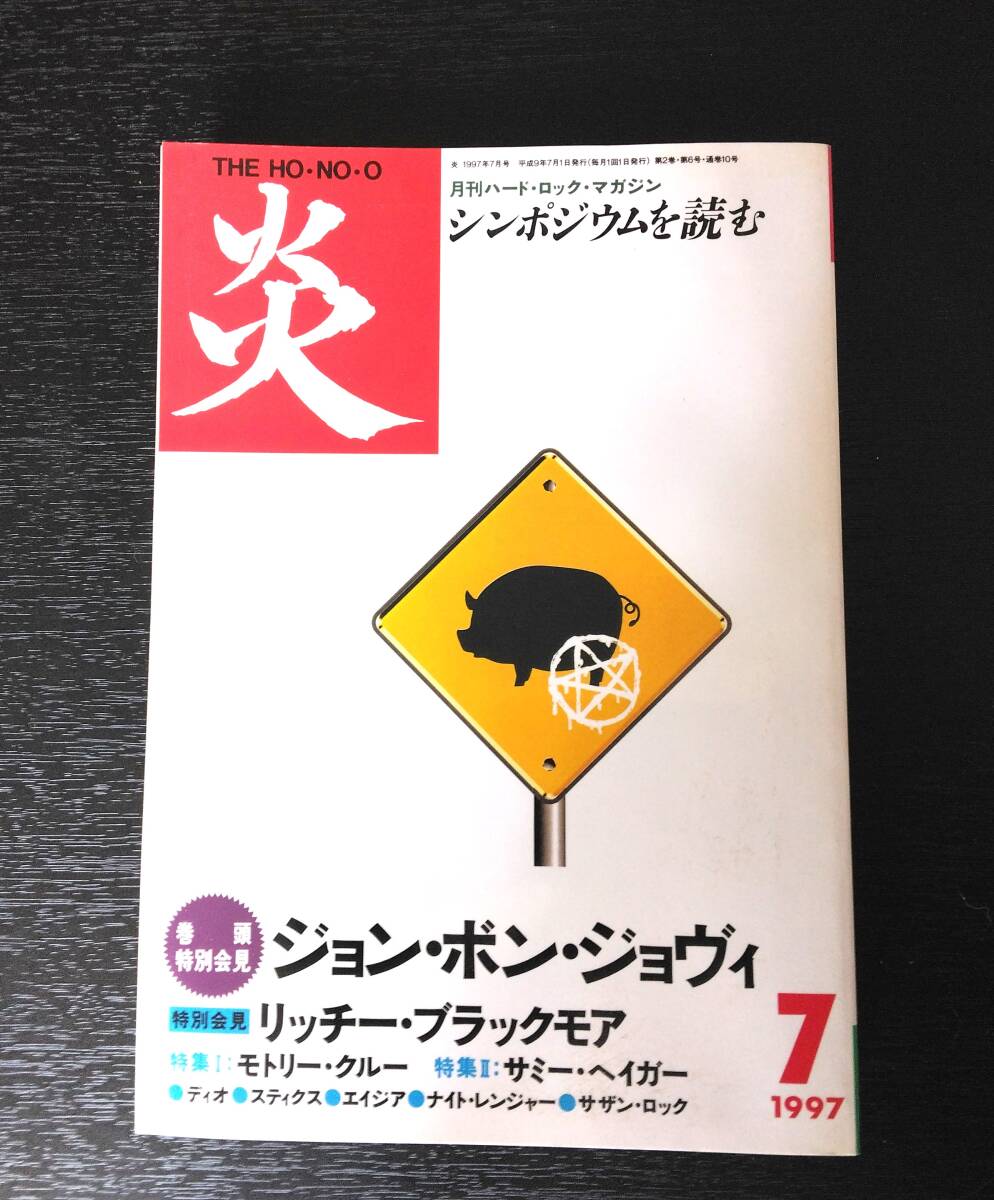 THE HO・NO・O
炎
炎 1997年7月号 平成9年7月1日発行(毎月1回1日発行) 第2巻・第6号・通巻10号
月刊ハード・ロック・マガジン
シンポジウムを読む
巻頭
特別会見
ジョン・ボン・ジョヴィ
特別会見 リッチー・ブラックモア
特集I:モトリー・クルー 特集II:サミー・ヘイガー
●ディオ●スティクス●エイジア●ナイト・レンジャー●サザン・ロック
7
1997